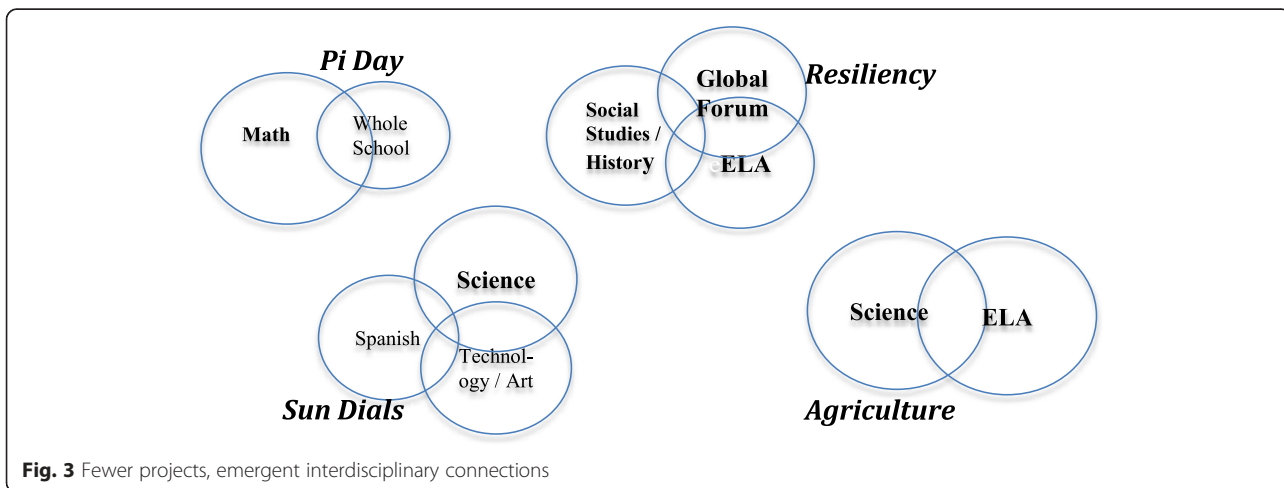 Pi Day
Math
Whole
School
Global
Forum
Resiliency
Social
Studies /
History
ELA
Science
Spanish
Technol-
ogy / Art
Sun Dials
Science
ELA
Agriculture
Fig. 3 Fewer projects, emergent interdisciplinary connections